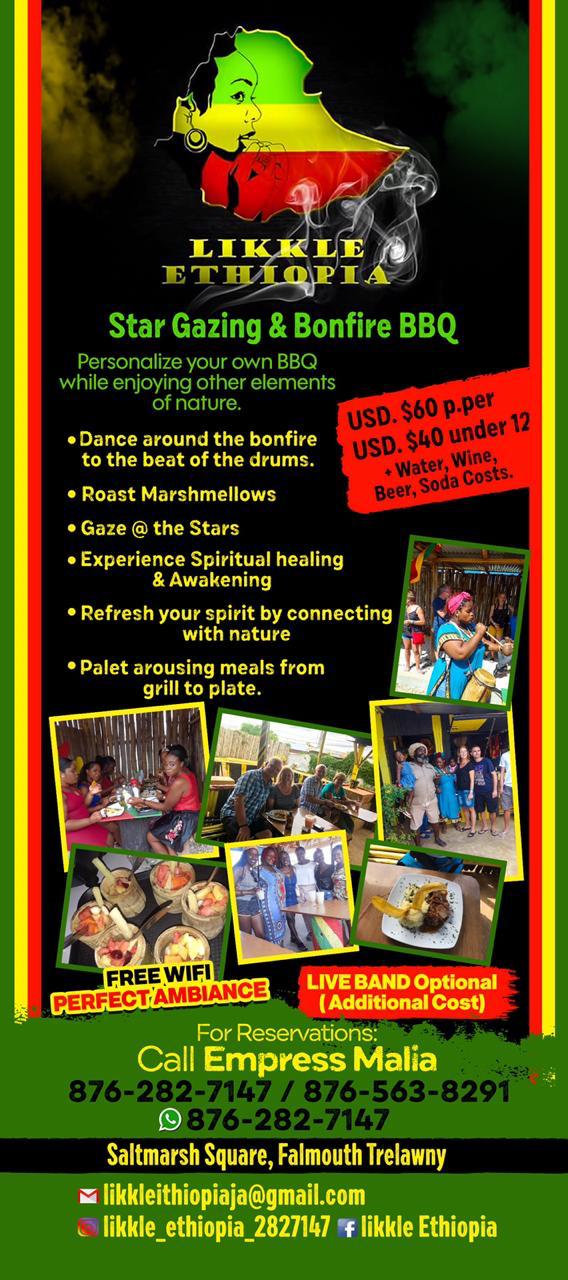 LIKKLE
ETHIOPIA
Star Gazing & Bonfire BBQ
Personalize your own BBQ
while enjoying other elements
of nature.
USD. $60 p.per
USD. $40 under 12
+ Water, Wine,
Beer, Soda Costs.
• Dance around the bonfire
to the beat of the drums.
• Roast Marshmellows
• Gaze @ the Stars
• Experience Spiritual healing
& Awakening
• Refresh your spirit by connecting
with nature
• Palet arousing meals from
grill to plate.
FREE WIFI
PERFECT AMBIANCE
LIVE BAND Optional
(Additional Cost)
For Reservations:
Call Empress Malia
876-282-7147 / 876-563-8291
876-282-7147
Saltmarsh Square, Falmouth Trelawny
likkleithiopiaja@gmail.com
likkle_ethiopia_2827147 likkle Ethiopia